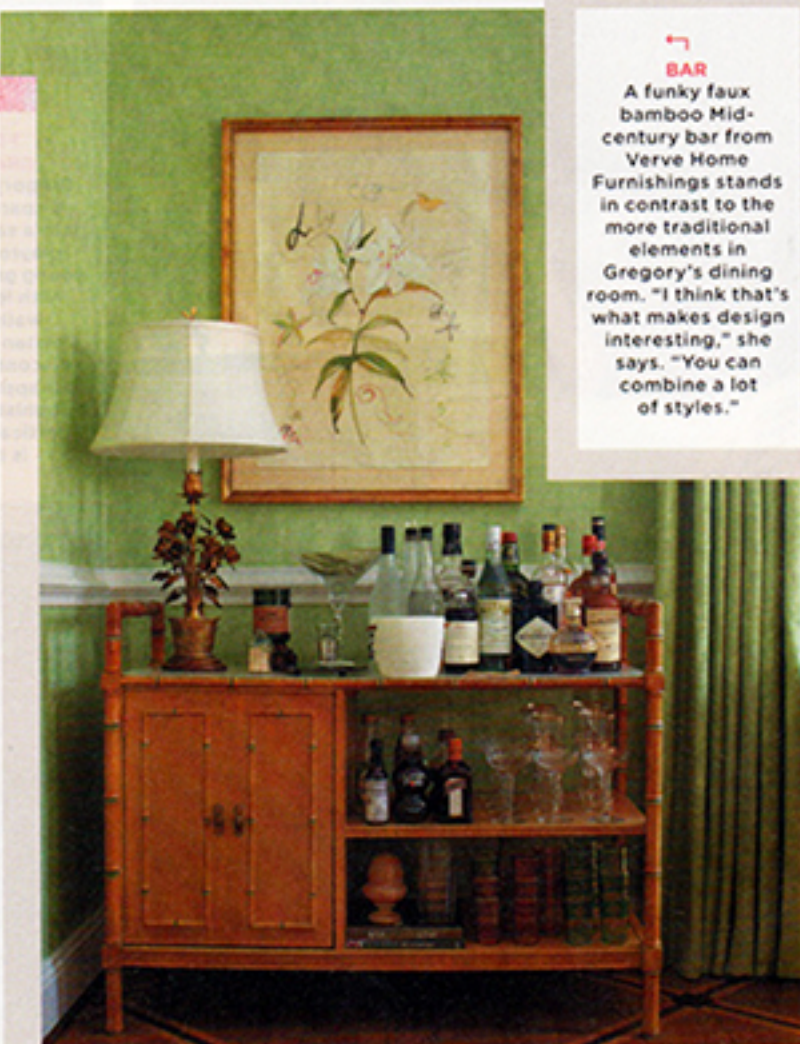 BAR
A funky faux
bamboo Mid-
century bar from
Verve Home
Furnishings stands
in contrast to the
more traditional
elements in
Gregory's dining
room. "I think that's
what makes design
interesting," she
says. "You can
combine a lot
of styles."